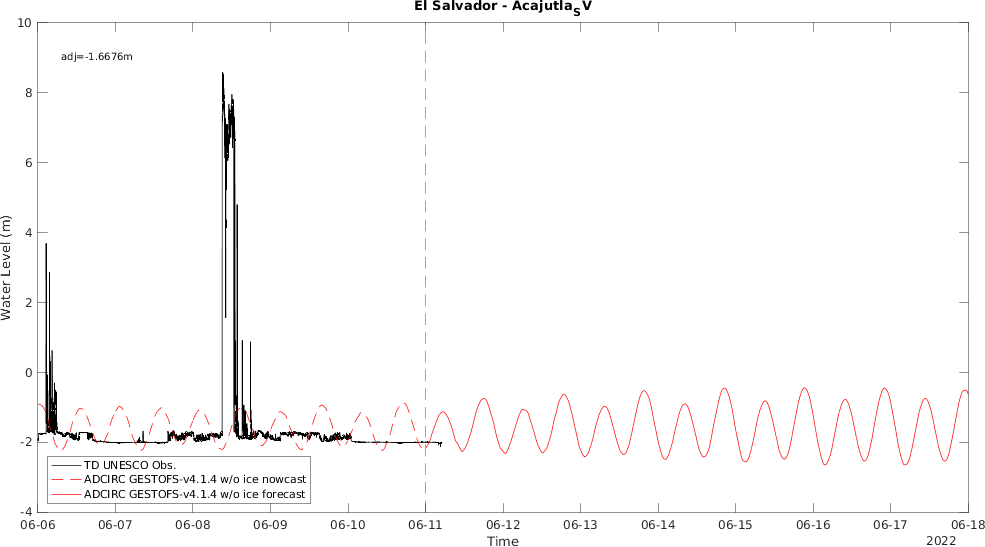 El Salvador - Acajutla_SV
adj=-1.6676m
10
8
6
4
2
0
-2
-4
Water Level (m)
TD UNESCO Obs.
ADCIRC GESTOFS-v4.1.4 w/o ice nowcast
ADCIRC GESTOFS-v4.1.4 w/o ice forecast
06-06 06-07 06-08 06-09 06-10 06-11 06-12 06-13 06-14 06-15 06-16 06-17 06-18
Time
2022